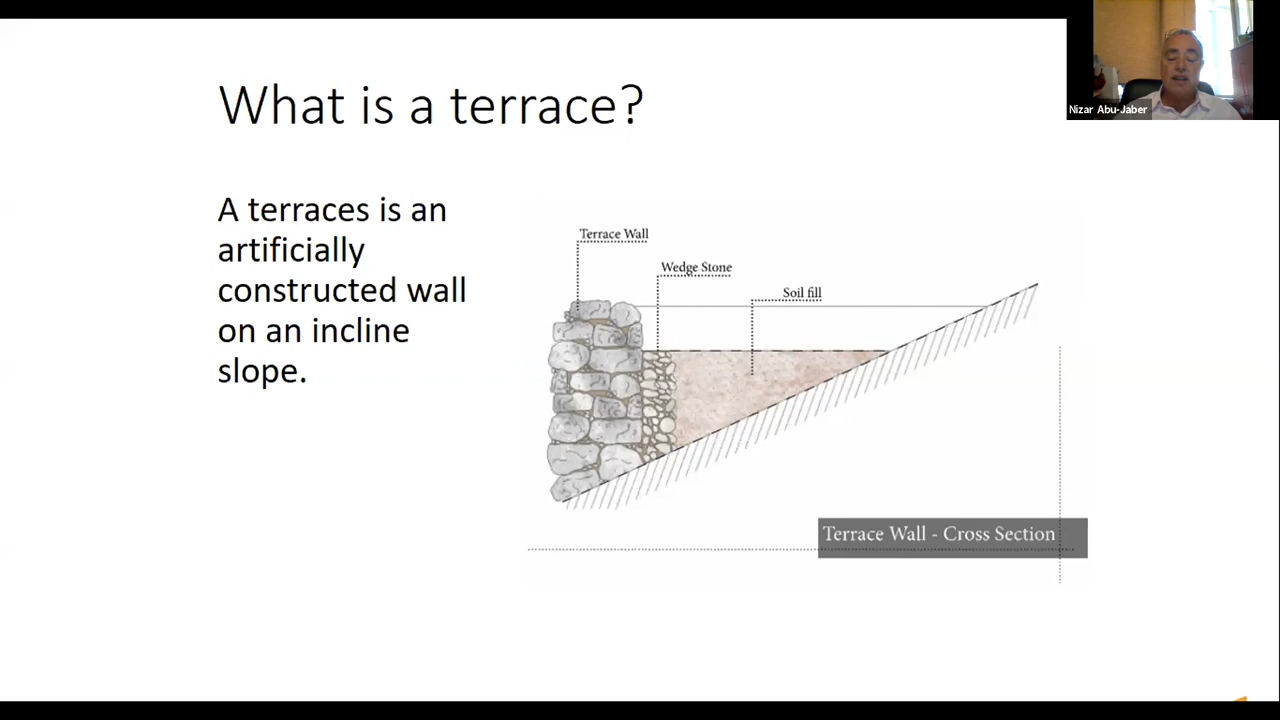 What is a terrace?
A terraces is an
artificially
constructed wall
on an incline
slope.
Terrace Wall
Wedge Stone
Soil fill
Terrace Wall - Cross Section
Nizar Abu-Jaber